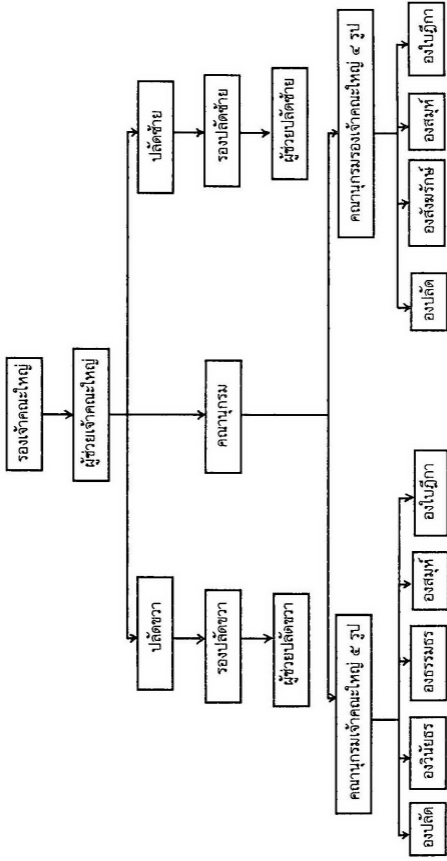 รองเจ้าคณะใหญ่
ผู้ช่วยเจ้าคณะใหญ่
ปลัดขวา
ปลัดซ้าย
รองปลัดขวา
คณานุกรม
รองปลัดซ้าย
ผู้ช่วยปลัดขวา
ผู้ช่วยปลัดซ้าย
คณานุกรมเจ้าคณะใหญ่ ๕ รูป
คณานุกรมรองเจ้าคณะใหญ่ ๔ รูป
องปลัด
องวินัยธร
องธรรมธร
องสมุห์
องใบฎีกา
องปลัด
องสังฆรักษ์
องสมุห์
องใบฎีกา